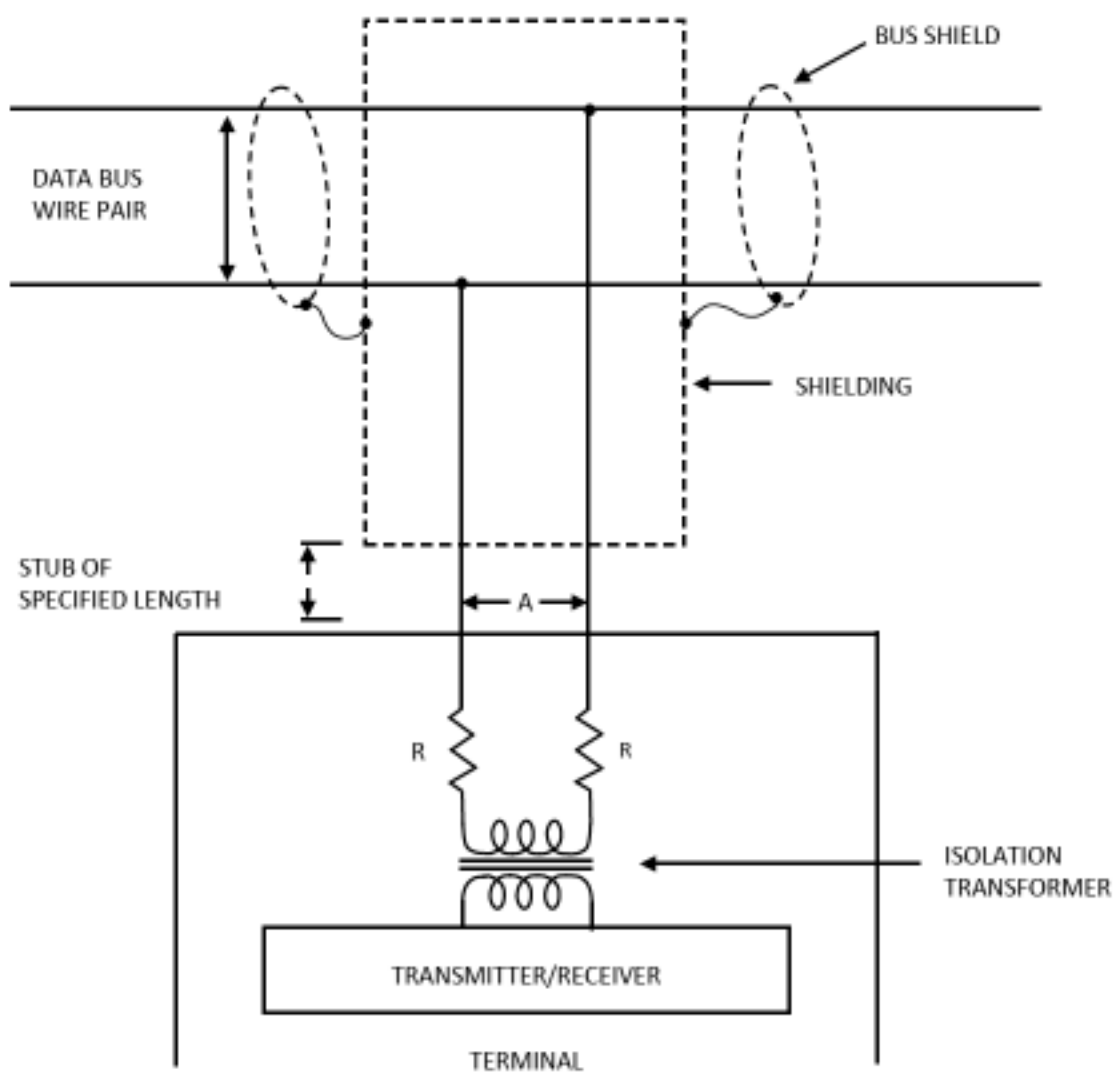 BUS SHIELD
DATA BUS
WIRE PAIR
SHIELDING
STUB OF
SPECIFIED LENGTH
A
R
R
ISOLATION
TRANSFORMER
TRANSMITTER/RECEIVER
TERMINAL